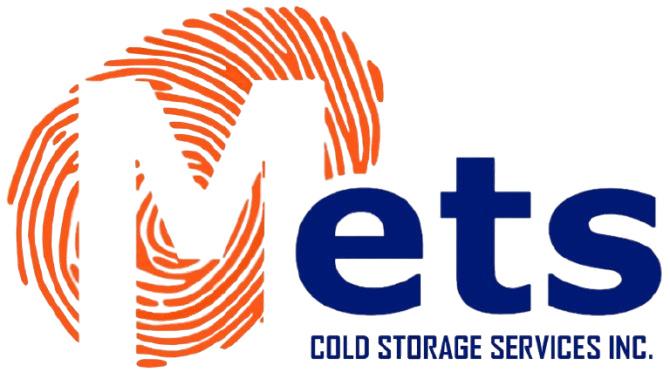 Mets
COLD STORAGE SERVICES INC.